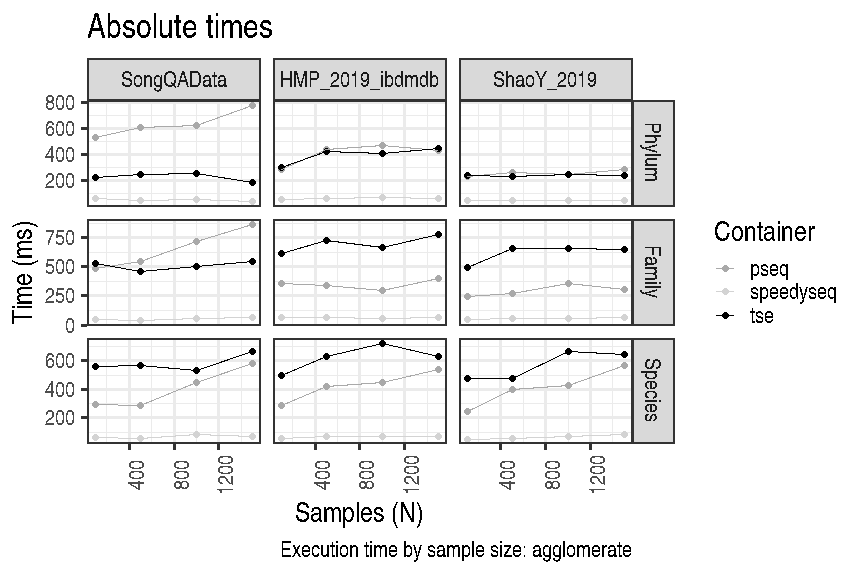 Absolute times
SongQAData
HMP_2019_ibdmdb
ShaoY_2019
800
600
400
200
Phylum
750
500
250
0
Family
600
400
200
Species
400
800
1200
400
800
1200
400
800
1200
Time (ms)
Samples (N)
Container
pseq
speedyseq
tse
Execution time by sample size: agglomerate